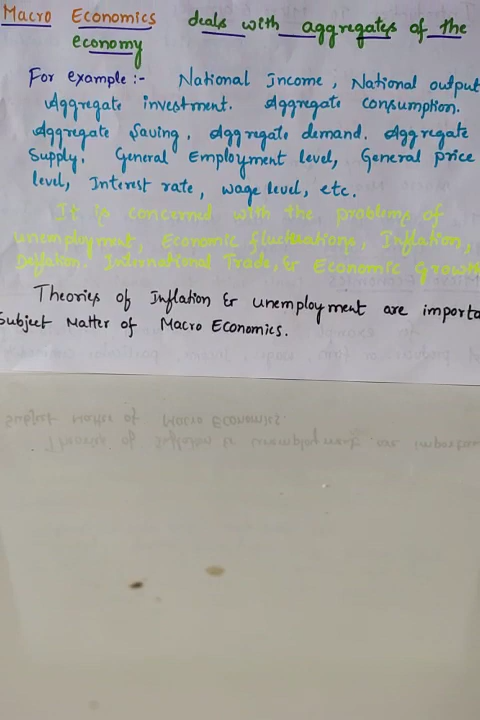 Macro Economics deals with aggregates of the
economy
For example :- National Income, National output
Aggregate investment. Aggregate consumption.
Aggregate Saving, Aggregate demand. Aggregate
Supply. General Employment level, General price
level, Interest rate, wage level, etc.
It is concerned with the problems of
unemployment, Economic fluctuations, Inflation,
Deflation. International Trade, & Economic Growth
Theories of Inflation & unemployment are importa
Subject Matter of Macro Economics.